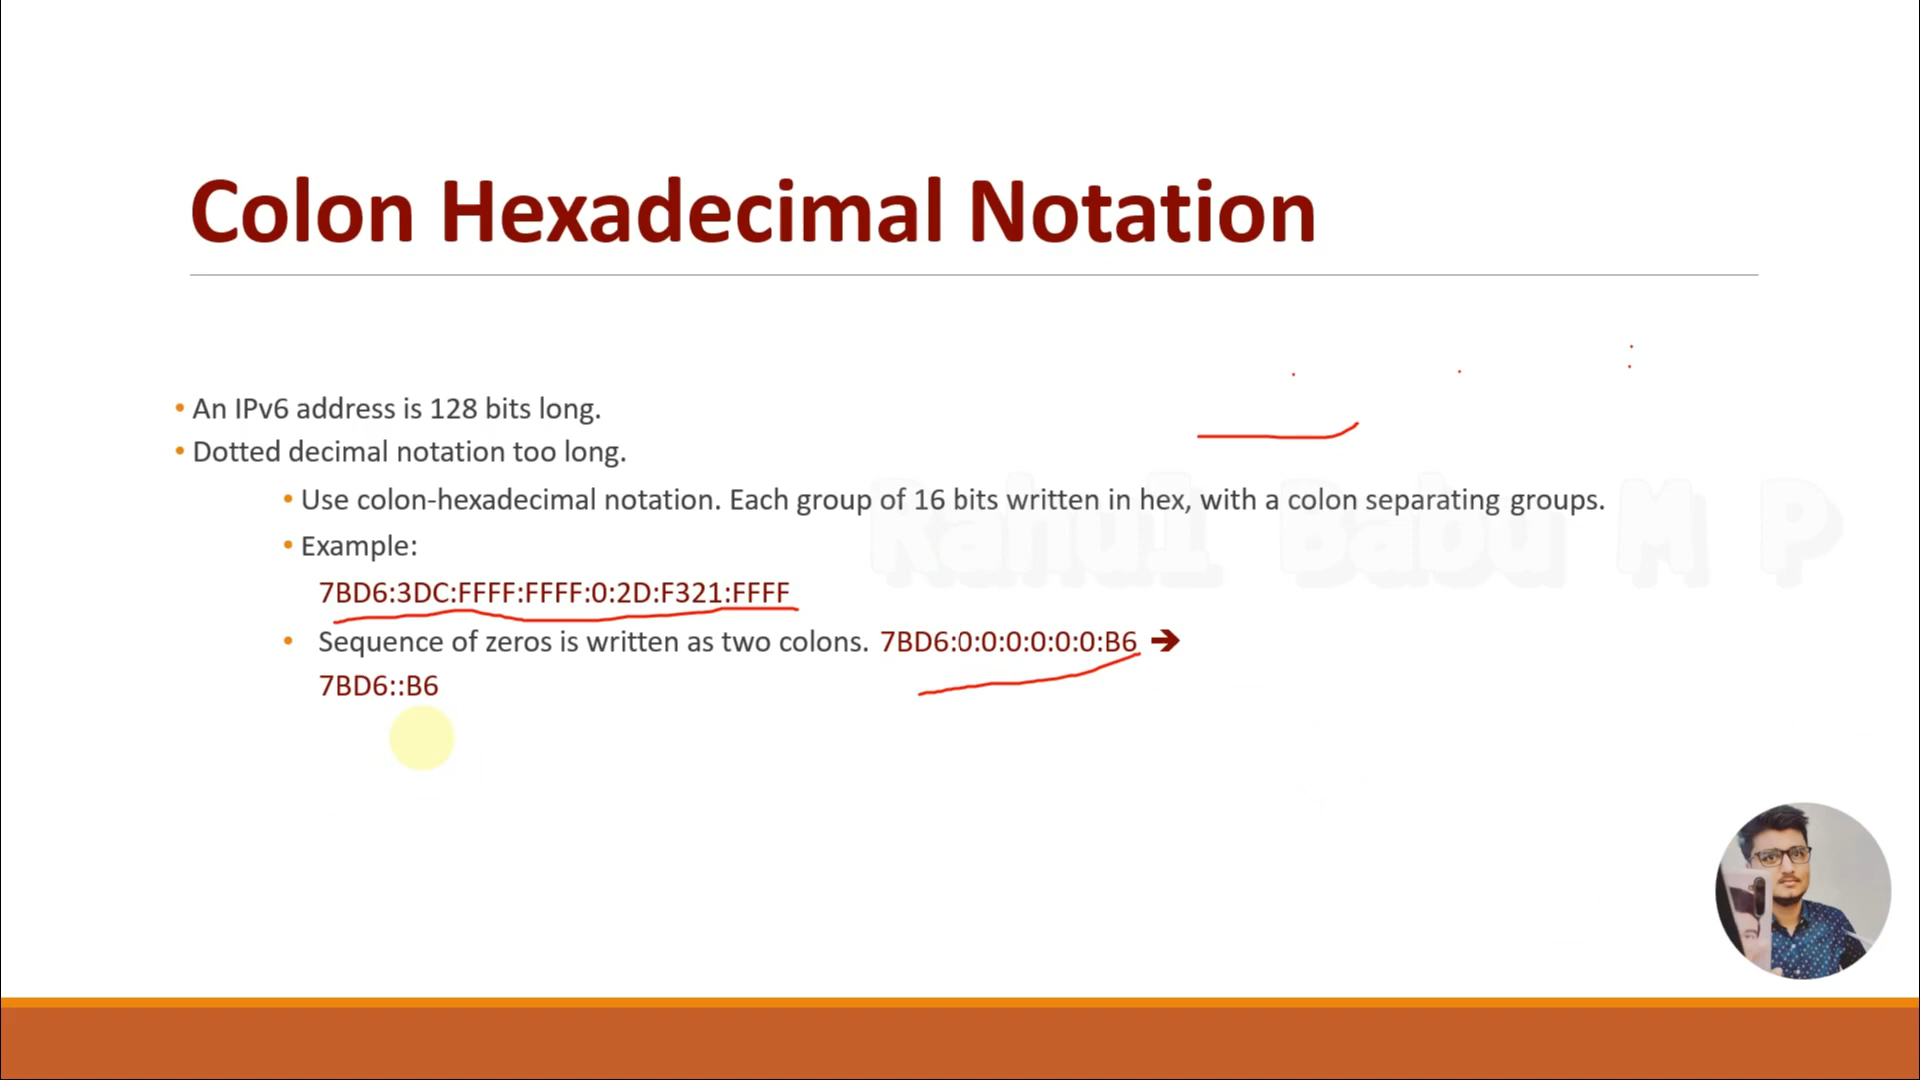 Colon Hexadecimal Notation
• An IPv6 address is 128 bits long.
• Dotted decimal notation too long.
• Use colon-hexadecimal notation. Each group of 16 bits written in hex, with a colon separating groups.
Rahul Babu M P
• Example:
7BD6:3DC:FFFF:FFFF:0:2D:F321:FFFF
• Sequence of zeros is written as two colons. 7BD6:0:0:0:0:0:0:B6 ➔
7BD6::B6